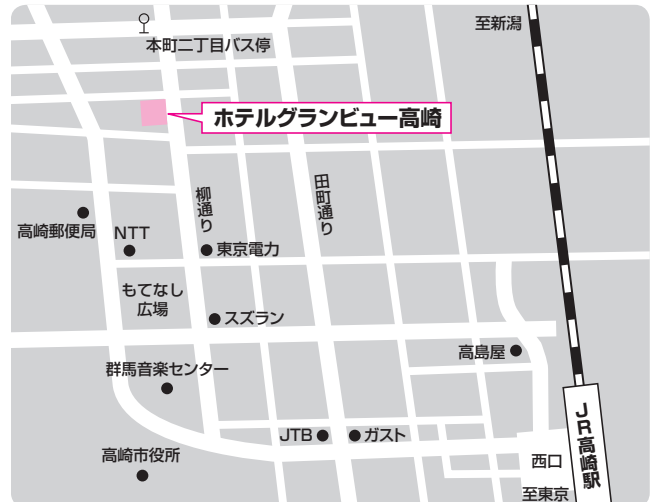 至新潟
本町二丁目バス停
ホテルグランビュー高崎
柳通り
田町通り
高崎郵便局
NTT
東京電力
もてなし
広場
スズラン
高島屋
群馬音楽センター
JTB
ガスト
高崎市役所
JR高崎駅
西口
至東京